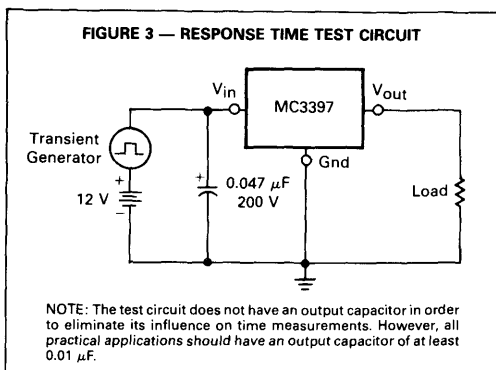 FIGURE 3 — RESPONSE TIME TEST CIRCUIT
Vin
MC3397
Vout
Transient
Generator
Gnd
+
12 V
−
+
0.047 μF
200 V
Load
NOTE: The test circuit does not have an output capacitor in order
to eliminate its influence on time measurements. However, all
practical applications should have an output capacitor of at least
0.01 μF.